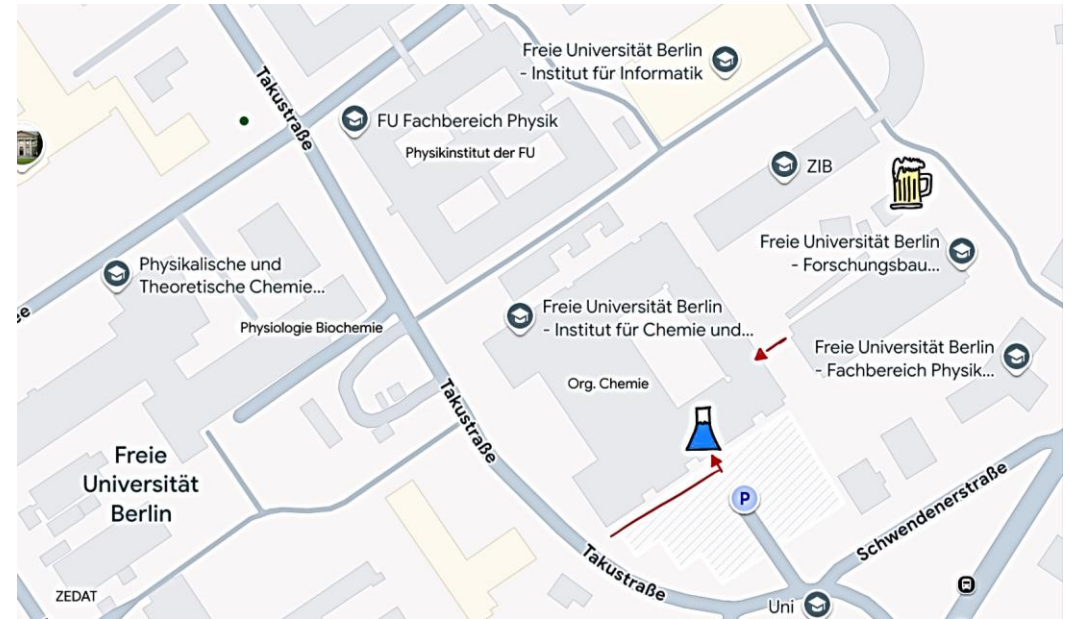 Freie Universität Berlin
- Institut für Informatik
Takustraße
FU Fachbereich Physik
Physikinstitut der FU
ZIB
Freie Universität Berlin
- Forschungsbau...
Physikalische und
Theoretische Chemie...
Freie Universität Berlin
- Institut für Chemie und...
Physiologie Biochemie
Freie Universität Berlin
- Fachbereich Physik...
Org. Chemie
Takustraße
Freie
Universität
Berlin
P
Schwendenerstraße
Takustraße
ZEDAT
Uni